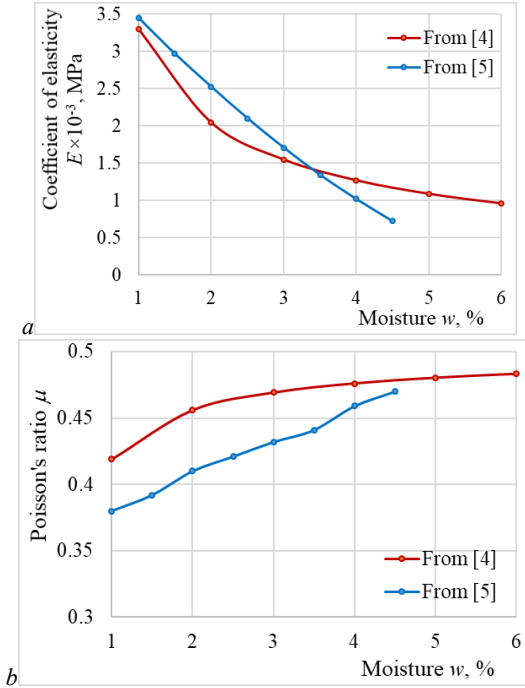 Coefficient of elasticity
E×10⁻³, MPa
3.5
3
2.5
2
1.5
1
0.5
0
From [4]
From [5]
1 2 3 4 5 6
Moisture w, %
a
Poisson's ratio μ
0.5
0.45
0.4
0.35
0.3
From [4]
From [5]
1 2 3 4 5 6
Moisture w, %
b